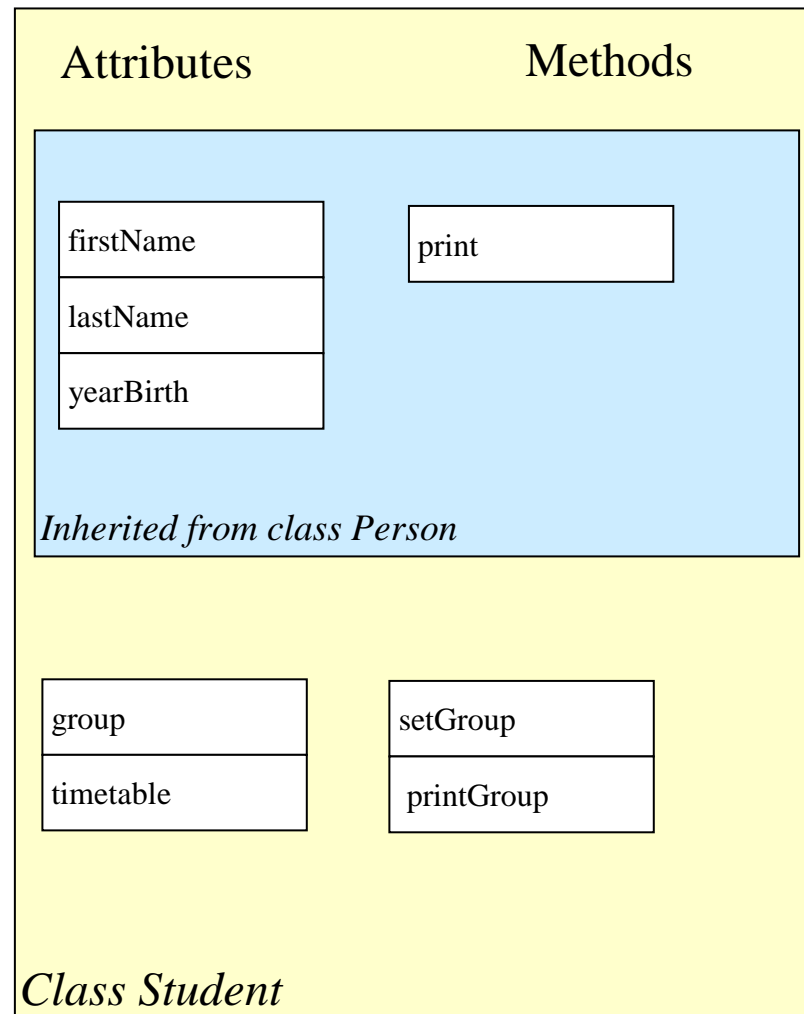 Attributes Methods
firstName print
lastName
yearBirth
Inherited from class Person
group setGroup
timetable printGroup
Class Student